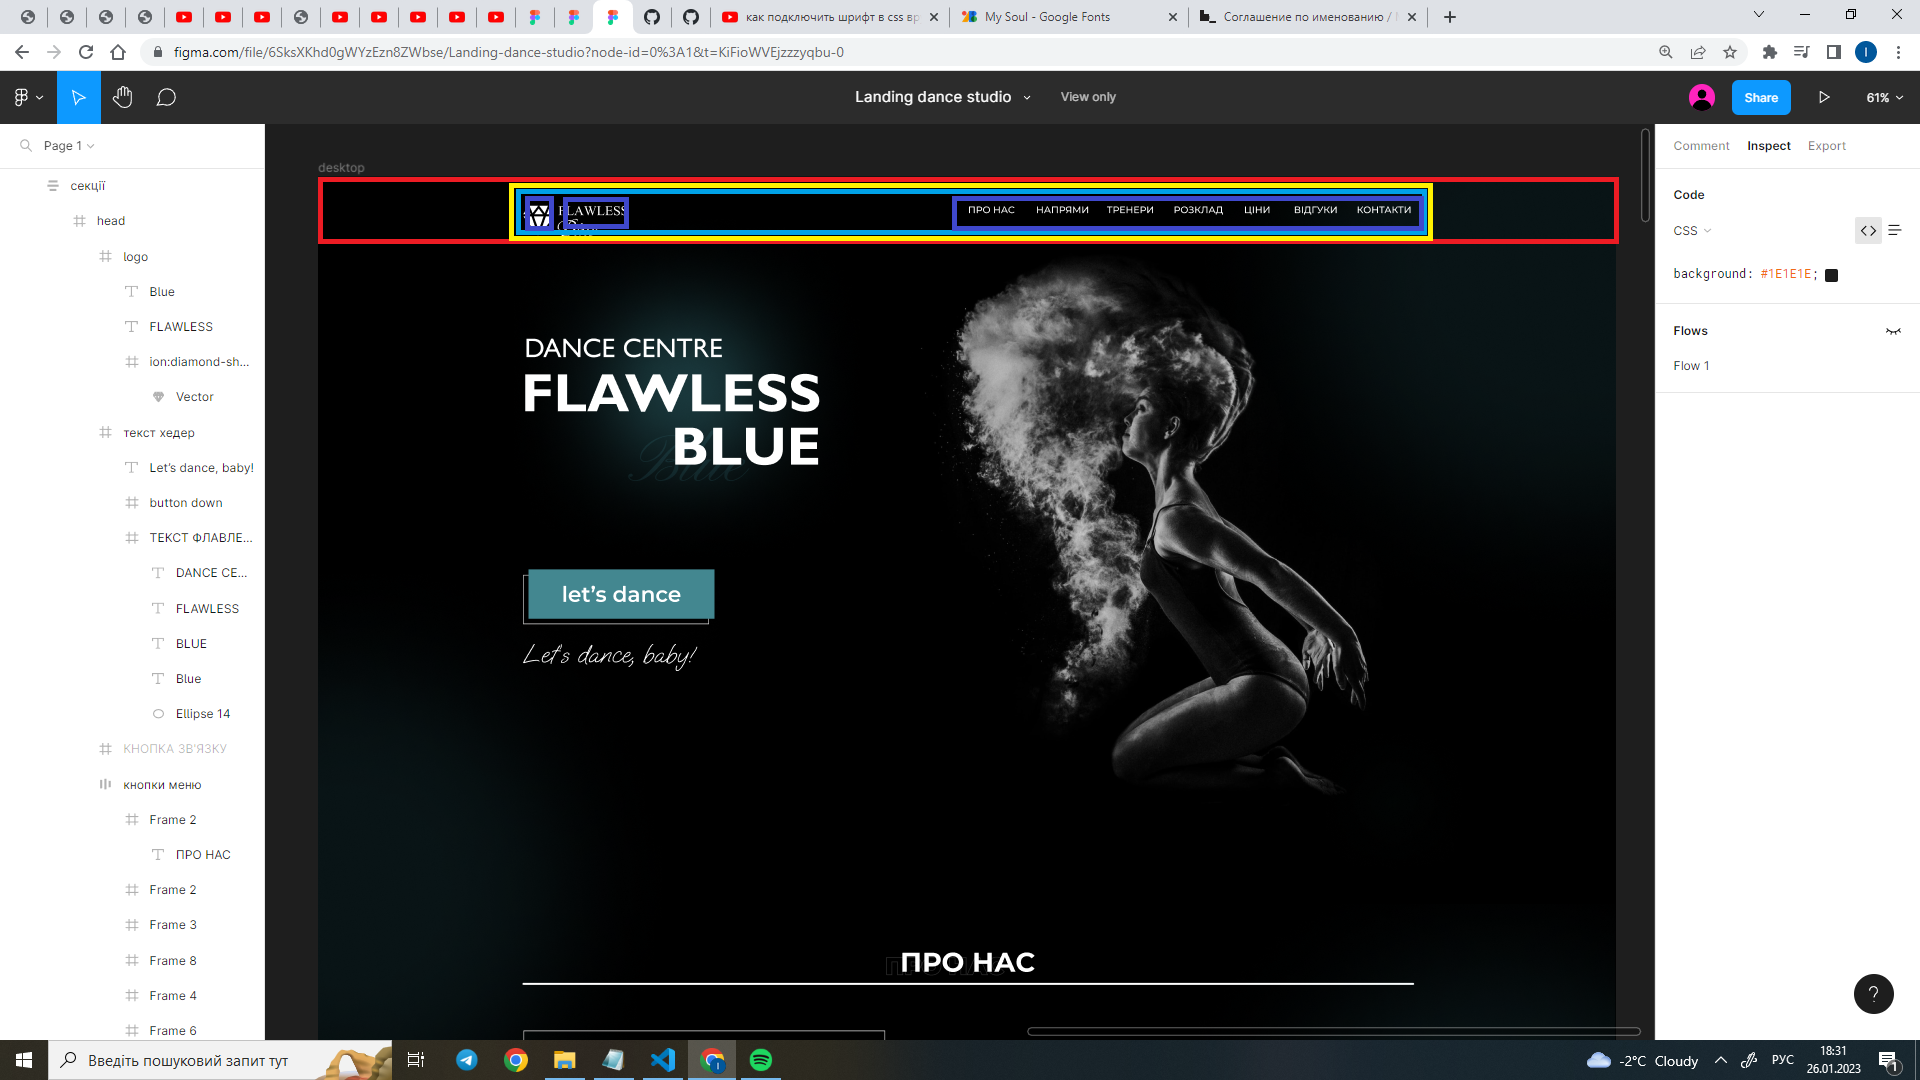 как подключить шрифт в css вр
My Soul - Google Fonts
Соглашение по именованию /
figma.com/file/6SksXKhd0gWYzEzn8ZWbse/Landing-dance-studio?node-id=0%3A1&t=KiFioWVEjzzzyqbu-0
I
Landing dance studio
View only
Share
61%
Page 1
Comment
Inspect
Export
desktop
секції
head
logo
Blue
FLAWLESS
ion:diamond-sh...
Vector
текст хедер
Let's dance, baby!
button down
ТЕКСТ ФЛАВЛЕ...
DANCE CE...
FLAWLESS
BLUE
Blue
Ellipse 14
КНОПКА ЗВ'ЯЗКУ
кнопки меню
Frame 2
ПРО НАС
Frame 2
Frame 3
Frame 8
Frame 4
Frame 6
FLAWLESS
ПРО НАС
НАПРЯМИ
ТРЕНЕРИ
РОЗКЛАД
ЦІНИ
ВІДГУКИ
КОНТАКТИ
DANCE CENTRE
FLAWLESS
BLUE
Blue
let's dance
Let's dance, baby!
ПРО НАС
Code
CSS
background: #1E1E1E;
Flows
Flow 1
?
Введіть пошуковий запит тут
-2°C Cloudy
РУС
18:31
26.01.2023
1